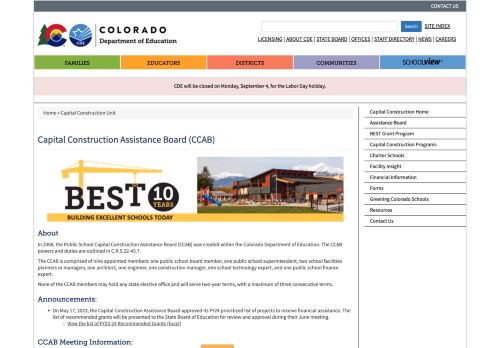 CONTACT US
COLORADO
Department of Education
CDE
Search
SITE INDEX
LICENSING | ABOUT CDE | STATE BOARD | OFFICES | STAFF DIRECTORY | NEWS | CAREERS
FAMILIES
EDUCATORS
DISTRICTS
COMMUNITIES
SCHOOLVIEW
CDE will be closed on Monday, September 4, for the Labor Day holiday.
Home » Capital Construction Unit
Capital Construction Assistance Board (CCAB)
BEST 10 YEARS
BUILDING EXCELLENT SCHOOLS TODAY
About
In 2008, the Public School Capital Construction Assistance Board (CCAB) was created within the Colorado Department of Education. The CCAB
powers and duties are outlined in C.R.S.22-43.7.
The CCAB is comprised of nine appointed members: one public school board member, one public school superintendent, two school facilities
planners or managers, one architect, one engineer, one construction manager, one school technology expert, and one public school finance
expert.
None of the CCAB members may hold any state elective office and will serve two-year terms, with a maximum of three consecutive terms.
Announcements:
On May 17, 2023, the Capital Construction Assistance Board approved its FY24 prioritized list of projects to receive financial assistance. The
list of recommended grants will be presented to the State Board of Education for review and approval during their June meeting.
View the list of FY23-24 Recommended Grants (Excel)
CCAB Meeting Information:
Capital Construction Home
Assistance Board
BEST Grant Program
Capital Construction Programs
Charter Schools
Facility Insight
Financial Information
Forms
Greening Colorado Schools
Resources
Contact Us